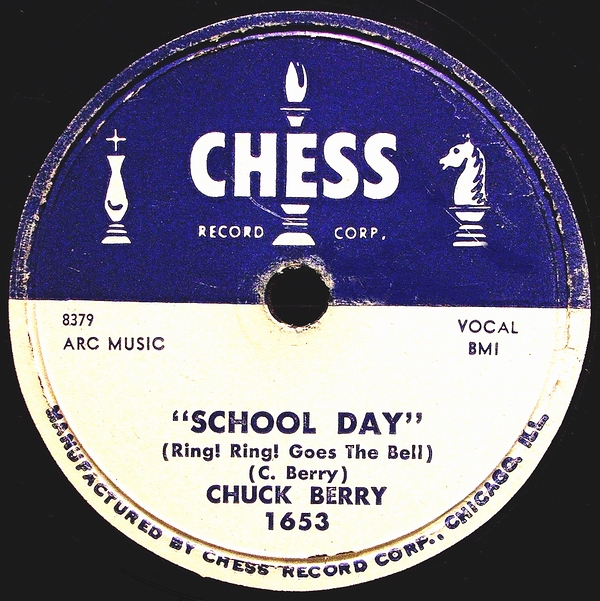 CHESS
RECORD CORP.
8379
ARC MUSIC
VOCAL
BMI
"SCHOOL DAY"
(Ring! Ring! Goes The Bell)
(C. Berry)
CHUCK BERRY
1653
MANUFACTURED BY CHESS RECORD CORP., CHICAGO, ILL.